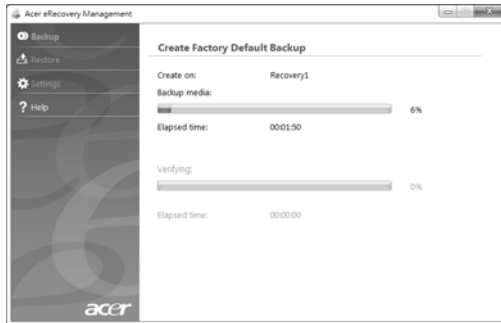 Acer eRecovery Management
Backup
Restore
Settings
Help
Create Factory Default Backup
Create on: Recovery1
Backup media:
6%
Elapsed time: 00:01:50
Verifying:
0%
Elapsed time: 00:00:00
acer